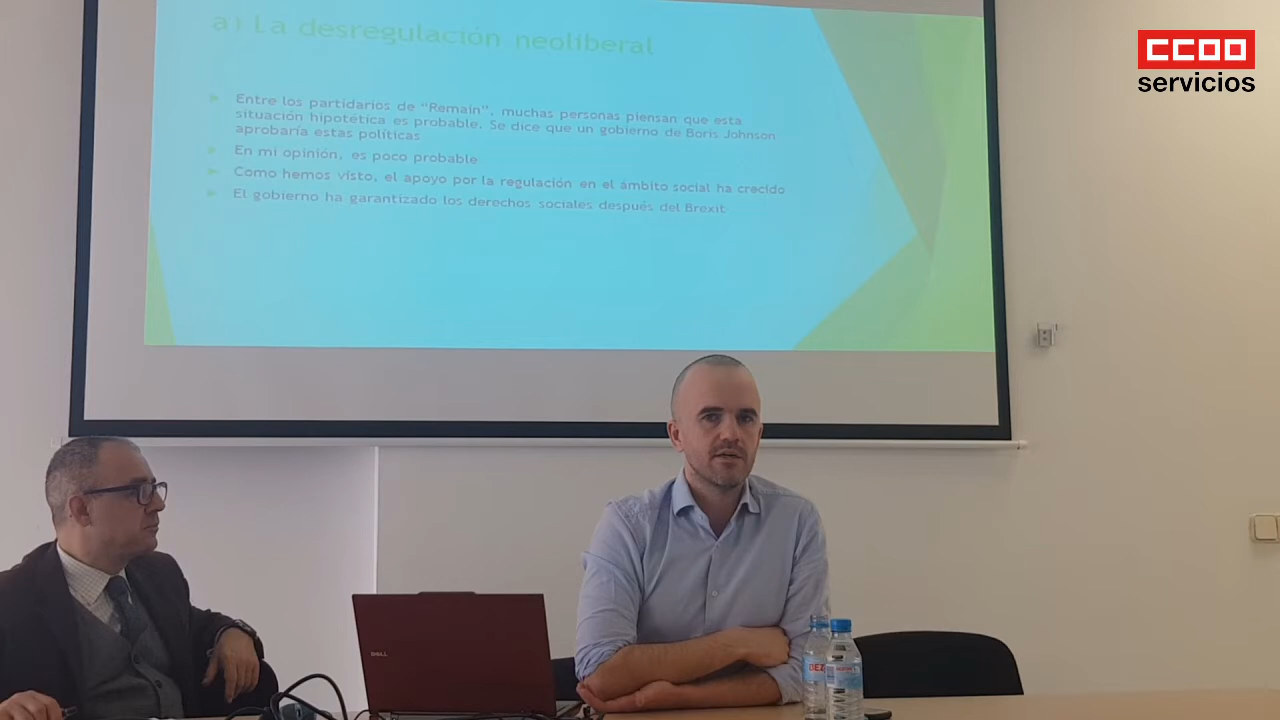 a) La desregulación neoliberal
CCOO
servicios
Entre los partidarios de "Remain", muchas personas piensan que esta
situación hipotética es probable. Se dice que un gobierno de Boris Johnson
aprobaría estas políticas
En mi opinión, es poco probable
Como hemos visto, el apoyo por la regulación en el ámbito social ha crecido
El gobierno ha garantizado los derechos sociales después del Brexit
DELL